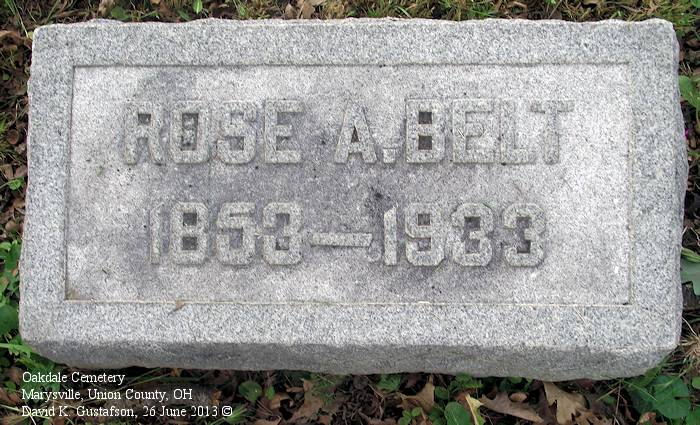 ROSE A. BELT
1853—1933
Oakdale Cemetery
Marysville, Union County, OH
David K. Gustafson, 26 June 2013 ©